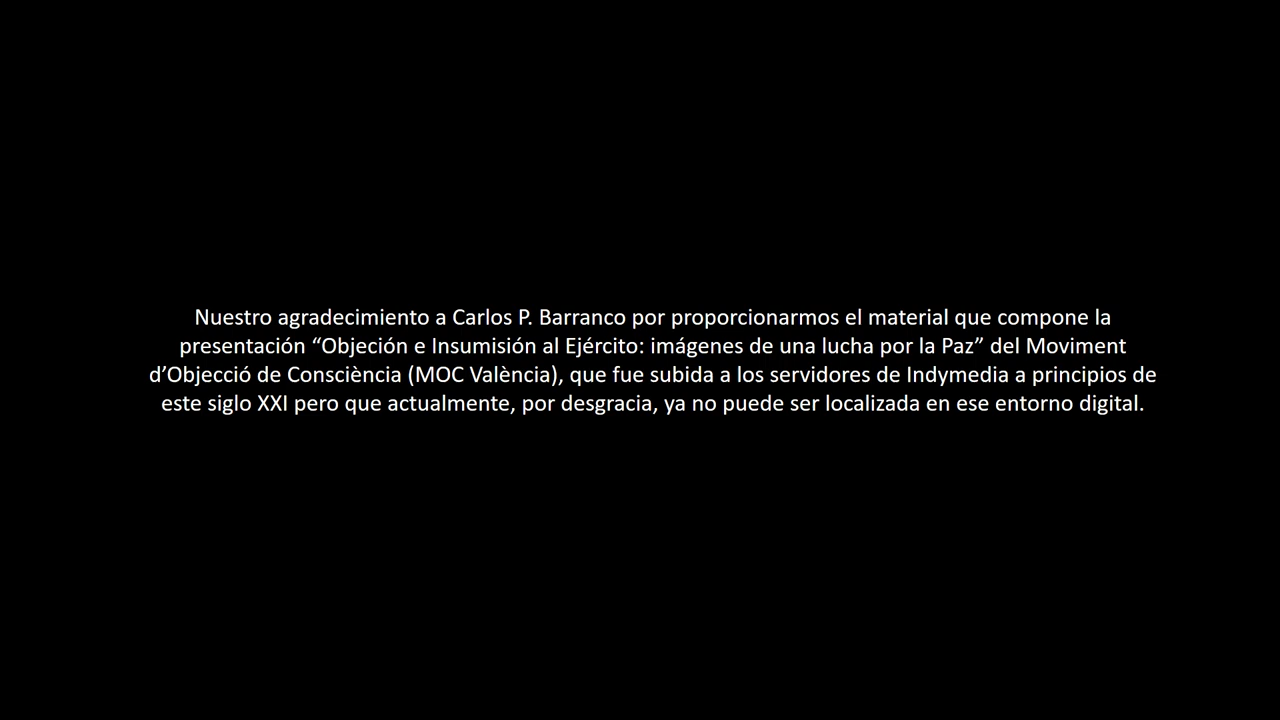 Nuestro agradecimiento a Carlos P. Barranco por proporcionarmos el material que compone la
presentación “Objeción e Insumisión al Ejército: imágenes de una lucha por la Paz” del Moviment
d’Objecció de Consciència (MOC València), que fue subida a los servidores de Indymedia a principios de
este siglo XXI pero que actualmente, por desgracia, ya no puede ser localizada en ese entorno digital.